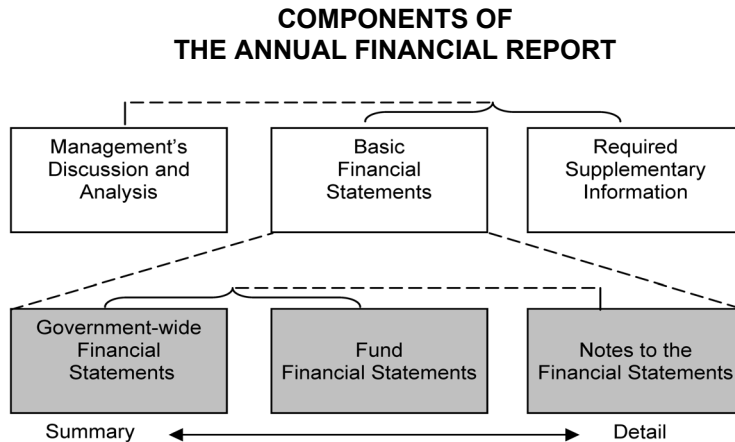 COMPONENTS OF
THE ANNUAL FINANCIAL REPORT
Management's
Discussion and
Analysis
Basic
Financial
Statements
Required
Supplementary
Information
Government-wide
Financial
Statements
Fund
Financial Statements
Notes to the
Financial Statements
Summary
Detail